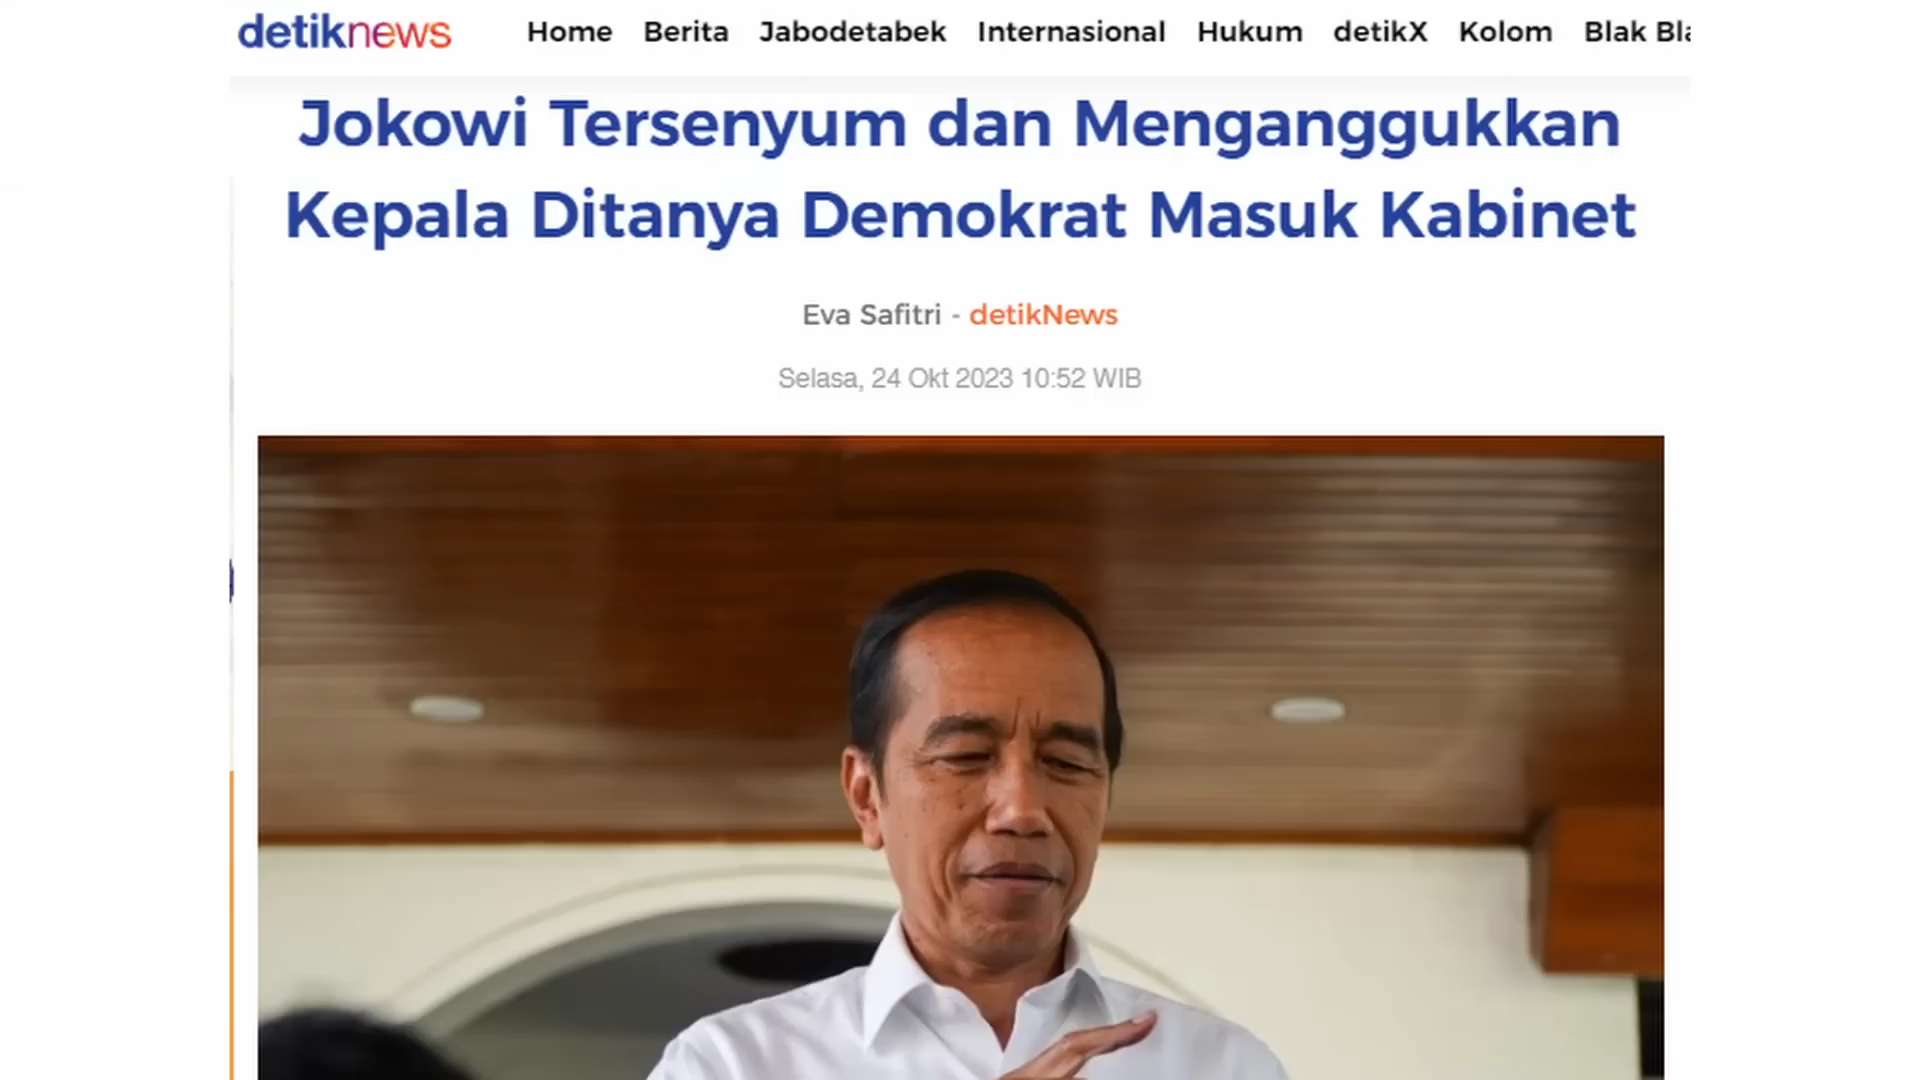 detiknews Home Berita Jabodetabek Internasional Hukum detikX Kolom Blak
Jokowi Tersenyum dan Menganggukkan
Kepala Ditanya Demokrat Masuk Kabinet
Eva Safitri - detikNews
Selasa, 24 Okt 2023 10:52 WIB